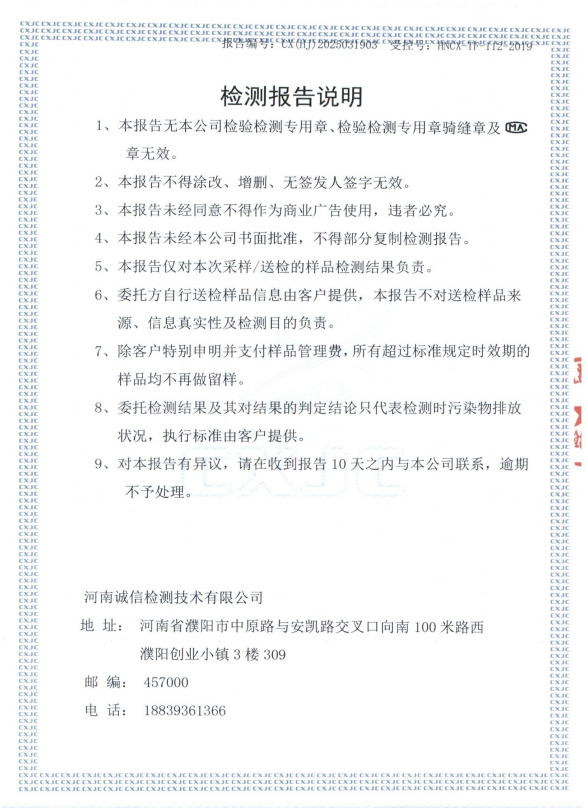 报告编号：CX(HJ)2025031903 受控号：HNCX-TF-112-2019
检测报告说明
1、本报告无本公司检验检测专用章、检验检测专用章骑缝章及 MA
章无效。
2、本报告不得涂改、增删、无签发人签字无效。
3、本报告未经同意不得作为商业广告使用，违者必究。
4、本报告未经本公司书面批准，不得部分复制检测报告。
5、本报告仅对本次采样/送检的样品检测结果负责。
6、委托方自行送检样品信息由客户提供，本报告不对送检样品来
源、信息真实性及检测目的负责。
7、除客户特别申明并支付样品管理费，所有超过标准规定时效期的
样品均不再做留样。
8、委托检测结果及其对结果的判定结论只代表检测时污染物排放
状况，执行标准由客户提供。
9、对本报告有异议，请在收到报告 10 天之内与本公司联系，逾期
不予处理。
CXJC
河南诚信检测技术有限公司
地 址： 河南省濮阳市中原路与安凯路交叉口向南 100 米路西
濮阳创业小镇 3 楼 309
邮 编： 457000
电 话： 18839361366